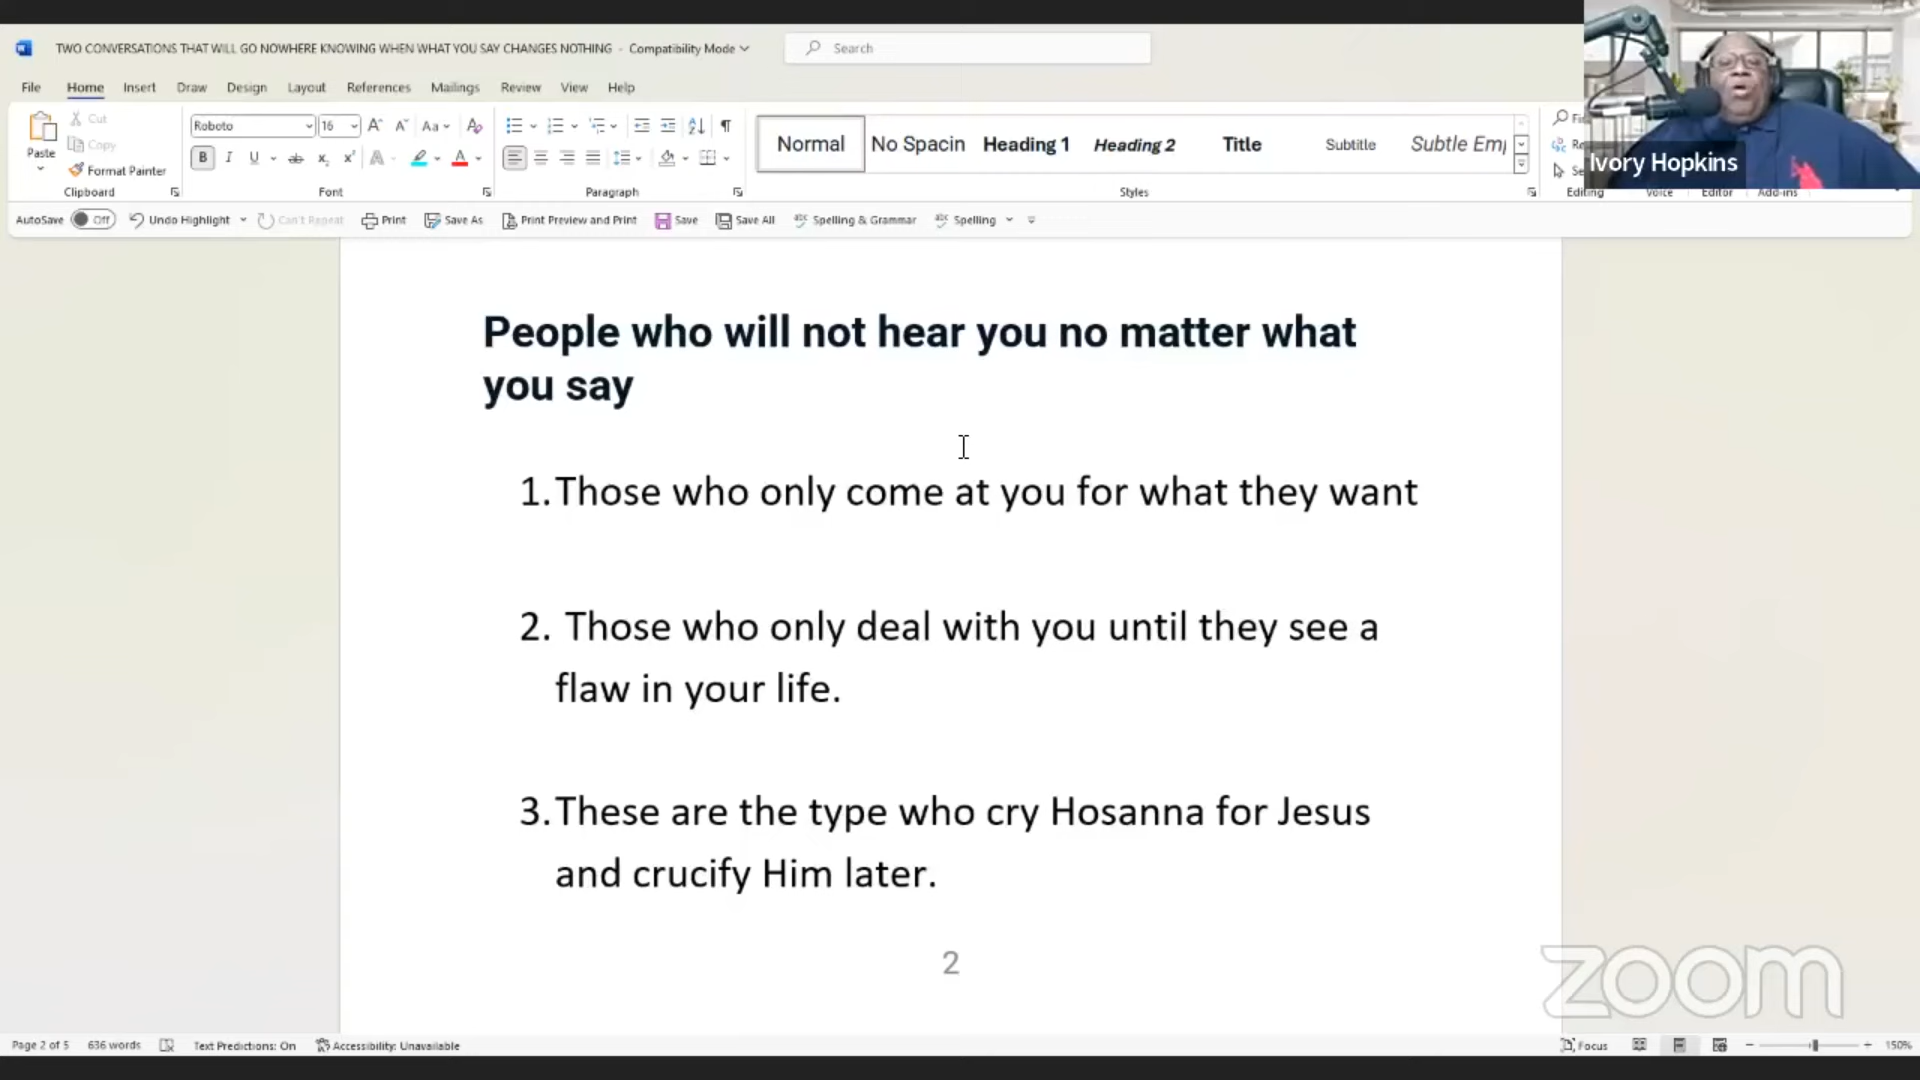 TWO CONVERSATIONS THAT WILL GO NOWHERE KNOWING WHEN WHAT YOU SAY CHANGES NOTHING - Compatibility Mode
Search
File Home Insert Draw Design Layout References Mailings Review View Help
Paste
Cut
Copy
Format Painter
Clipboard
Roboto 16
Font
Paragraph
Normal No Spacin Heading 1 Heading 2 Title Subtitle Subtle Em
Styles
Editing Voice Editor Add-ins
Ivory Hopkins
AutoSave Off Undo Highlight Can't Repeat Print Save As Print Preview and Print Save Save All Spelling & Grammar Spelling
People who will not hear you no matter what
you say
1. Those who only come at you for what they want
2. Those who only deal with you until they see a
flaw in your life.
3. These are the type who cry Hosanna for Jesus
and crucify Him later.
2
zoom
Page 2 of 5 636 words Text Predictions: On Accessibility: Unavailable Focus 150%